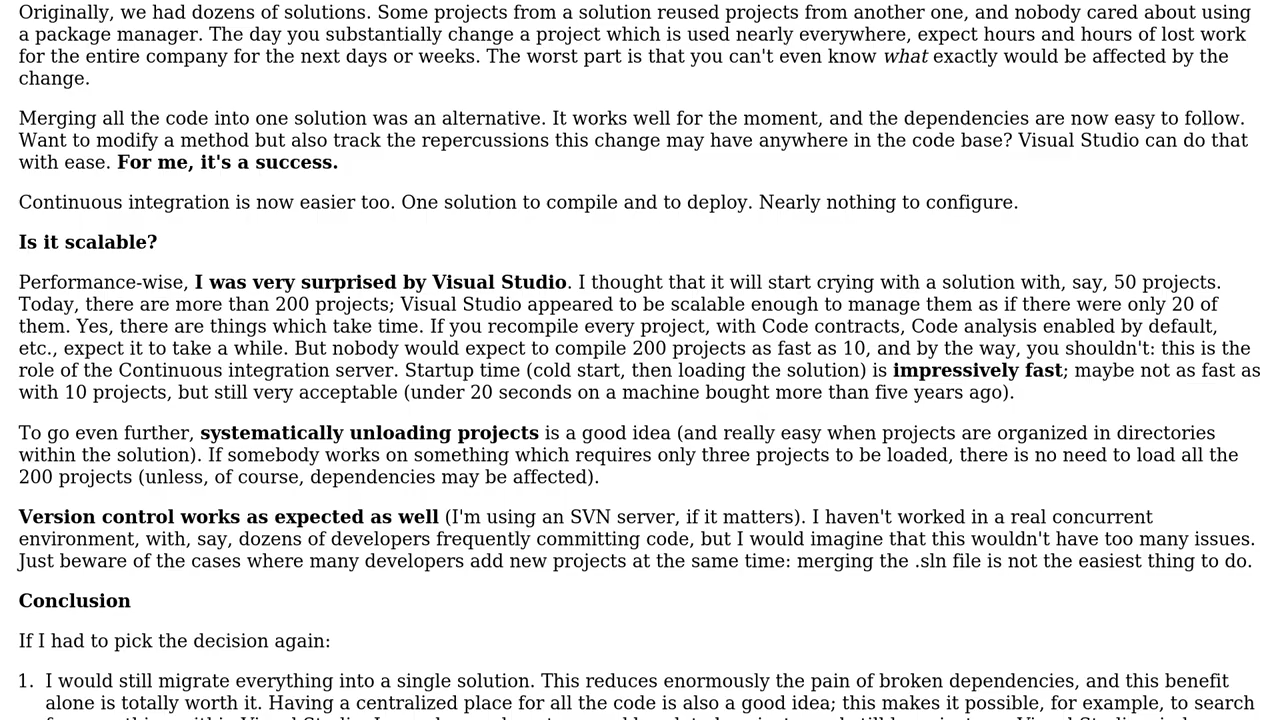 Originally, we had dozens of solutions. Some projects from a solution reused projects from another one, and nobody cared about using
a package manager. The day you substantially change a project which is used nearly everywhere, expect hours and hours of lost work
for the entire company for the next days or weeks. The worst part is that you can't even know what exactly would be affected by the
change.
Merging all the code into one solution was an alternative. It works well for the moment, and the dependencies are now easy to follow.
Want to modify a method but also track the repercussions this change may have anywhere in the code base? Visual Studio can do that
with ease. For me, it's a success.
Continuous integration is now easier too. One solution to compile and to deploy. Nearly nothing to configure.
Is it scalable?
Performance-wise, I was very surprised by Visual Studio. I thought that it will start crying with a solution with, say, 50 projects.
Today, there are more than 200 projects; Visual Studio appeared to be scalable enough to manage them as if there were only 20 of
them. Yes, there are things which take time. If you recompile every project, with Code contracts, Code analysis enabled by default,
etc., expect it to take a while. But nobody would expect to compile 200 projects as fast as 10, and by the way, you shouldn't: this is the
role of the Continuous integration server. Startup time (cold start, then loading the solution) is impressively fast; maybe not as fast as
with 10 projects, but still very acceptable (under 20 seconds on a machine bought more than five years ago).
To go even further, systematically unloading projects is a good idea (and really easy when projects are organized in directories
within the solution). If somebody works on something which requires only three projects to be loaded, there is no need to load all the
200 projects (unless, of course, dependencies may be affected).
Version control works as expected as well (I'm using an SVN server, if it matters). I haven't worked in a real concurrent
environment, with, say, dozens of developers frequently committing code, but I would imagine that this wouldn't have too many issues.
Just beware of the cases where many developers add new projects at the same time: merging the .sln file is not the easiest thing to do.
Conclusion
If I had to pick the decision again:
1. I would still migrate everything into a single solution. This reduces enormously the pain of broken dependencies, and this benefit
alone is totally worth it. Having a centralized place for all the code is also a good idea; this makes it possible, for example, to search